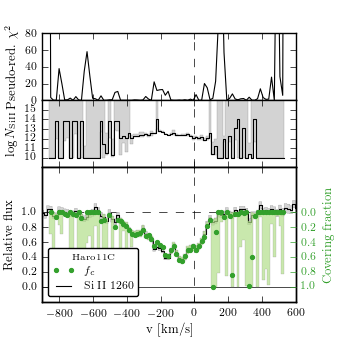 Pseudo-red. χ²
80
60
40
20
0
log N_SiII
15
14
13
12
11
10
Relative flux
1.0
0.8
0.6
0.4
0.2
0.0
Covering fraction
0.0
0.2
0.4
0.6
0.8
1.0
Haro11C
f_c
Si II 1260
−800 −600 −400 −200 0 200 400 600
v [km/s]